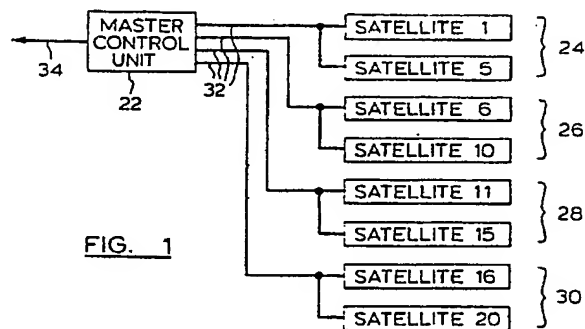 MASTER
CONTROL
UNIT
22
34
32
SATELLITE 1
SATELLITE 5
24
SATELLITE 6
SATELLITE 10
26
SATELLITE 11
SATELLITE 15
28
SATELLITE 16
SATELLITE 20
30
FIG. 1